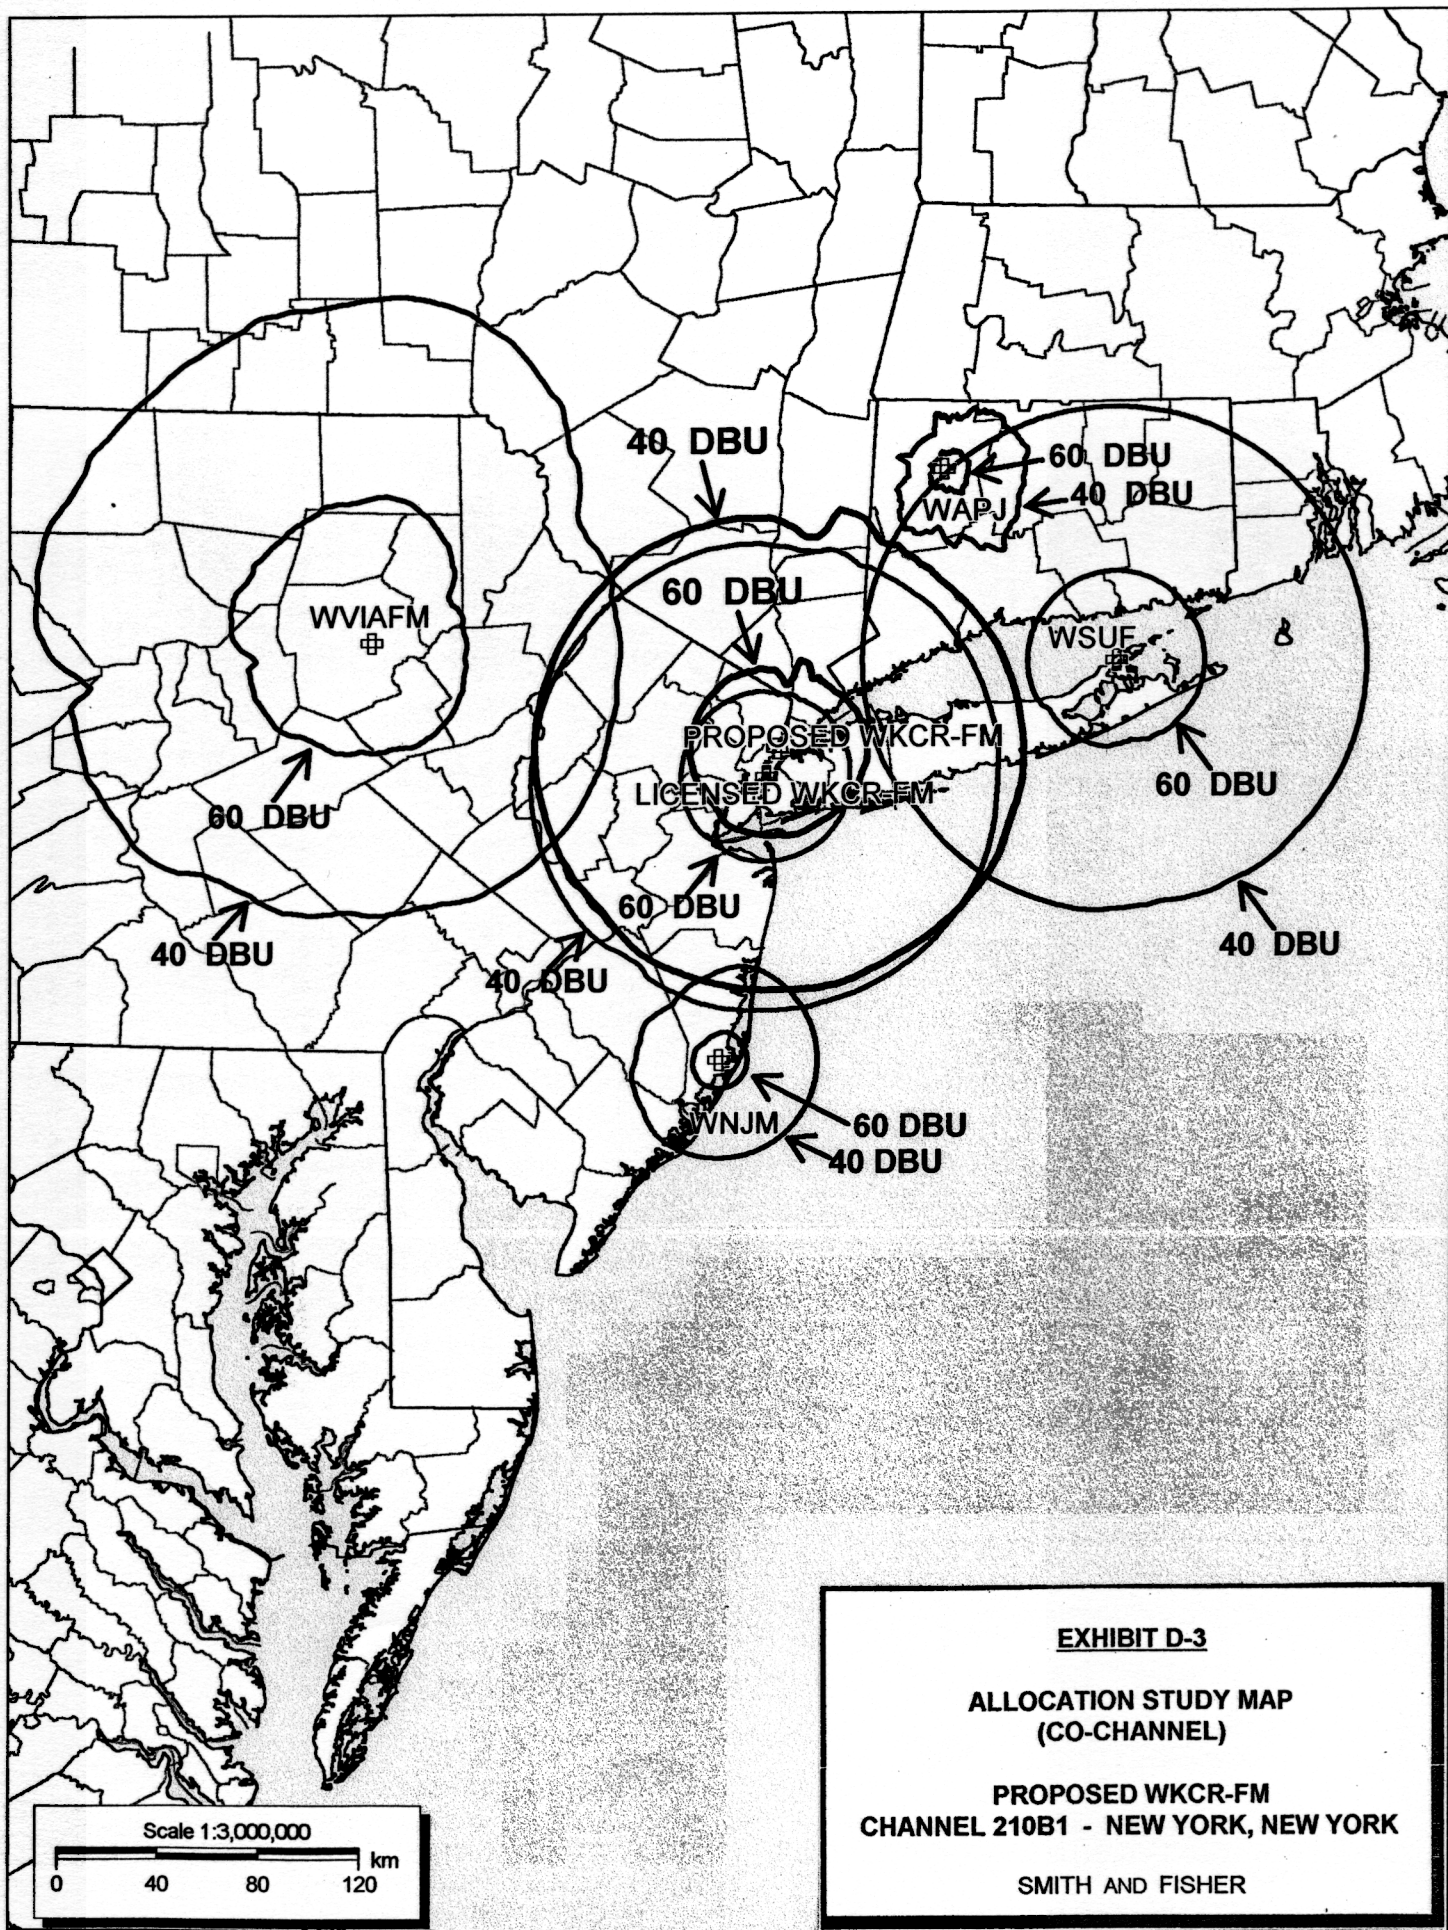 40 DBU
60 DBU
WAPJ
40 DBU
60 DBU
WVIAFM
WSUF
PROPOSED WKCR-FM
60 DBU
LICENSED WKCR-FM
60 DBU
60 DBU
40 DBU
40 DBU
40 DBU
WNJM
60 DBU
40 DBU
EXHIBIT D-3
ALLOCATION STUDY MAP
(CO-CHANNEL)
PROPOSED WKCR-FM
CHANNEL 210B1 - NEW YORK, NEW YORK
SMITH AND FISHER
Scale 1:3,000,000
km
0 40 80 120